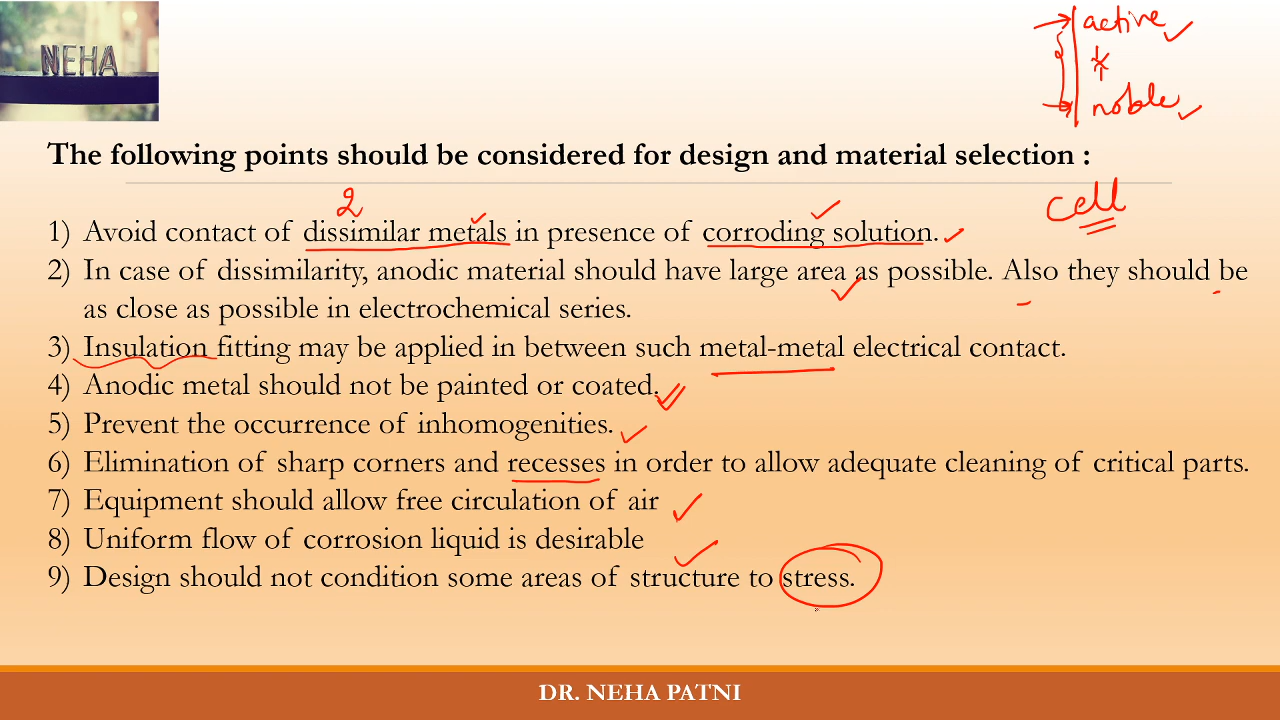 NEHA
active
noble
The following points should be considered for design and material selection :
2
cell
1) Avoid contact of dissimilar metals in presence of corroding solution.
2) In case of dissimilarity, anodic material should have large area as possible. Also they should be
as close as possible in electrochemical series.
3) Insulation fitting may be applied in between such metal-metal electrical contact.
4) Anodic metal should not be painted or coated.
5) Prevent the occurrence of inhomogenities.
6) Elimination of sharp corners and recesses in order to allow adequate cleaning of critical parts.
7) Equipment should allow free circulation of air
8) Uniform flow of corrosion liquid is desirable
9) Design should not condition some areas of structure to stress.
DR. NEHA PATNI